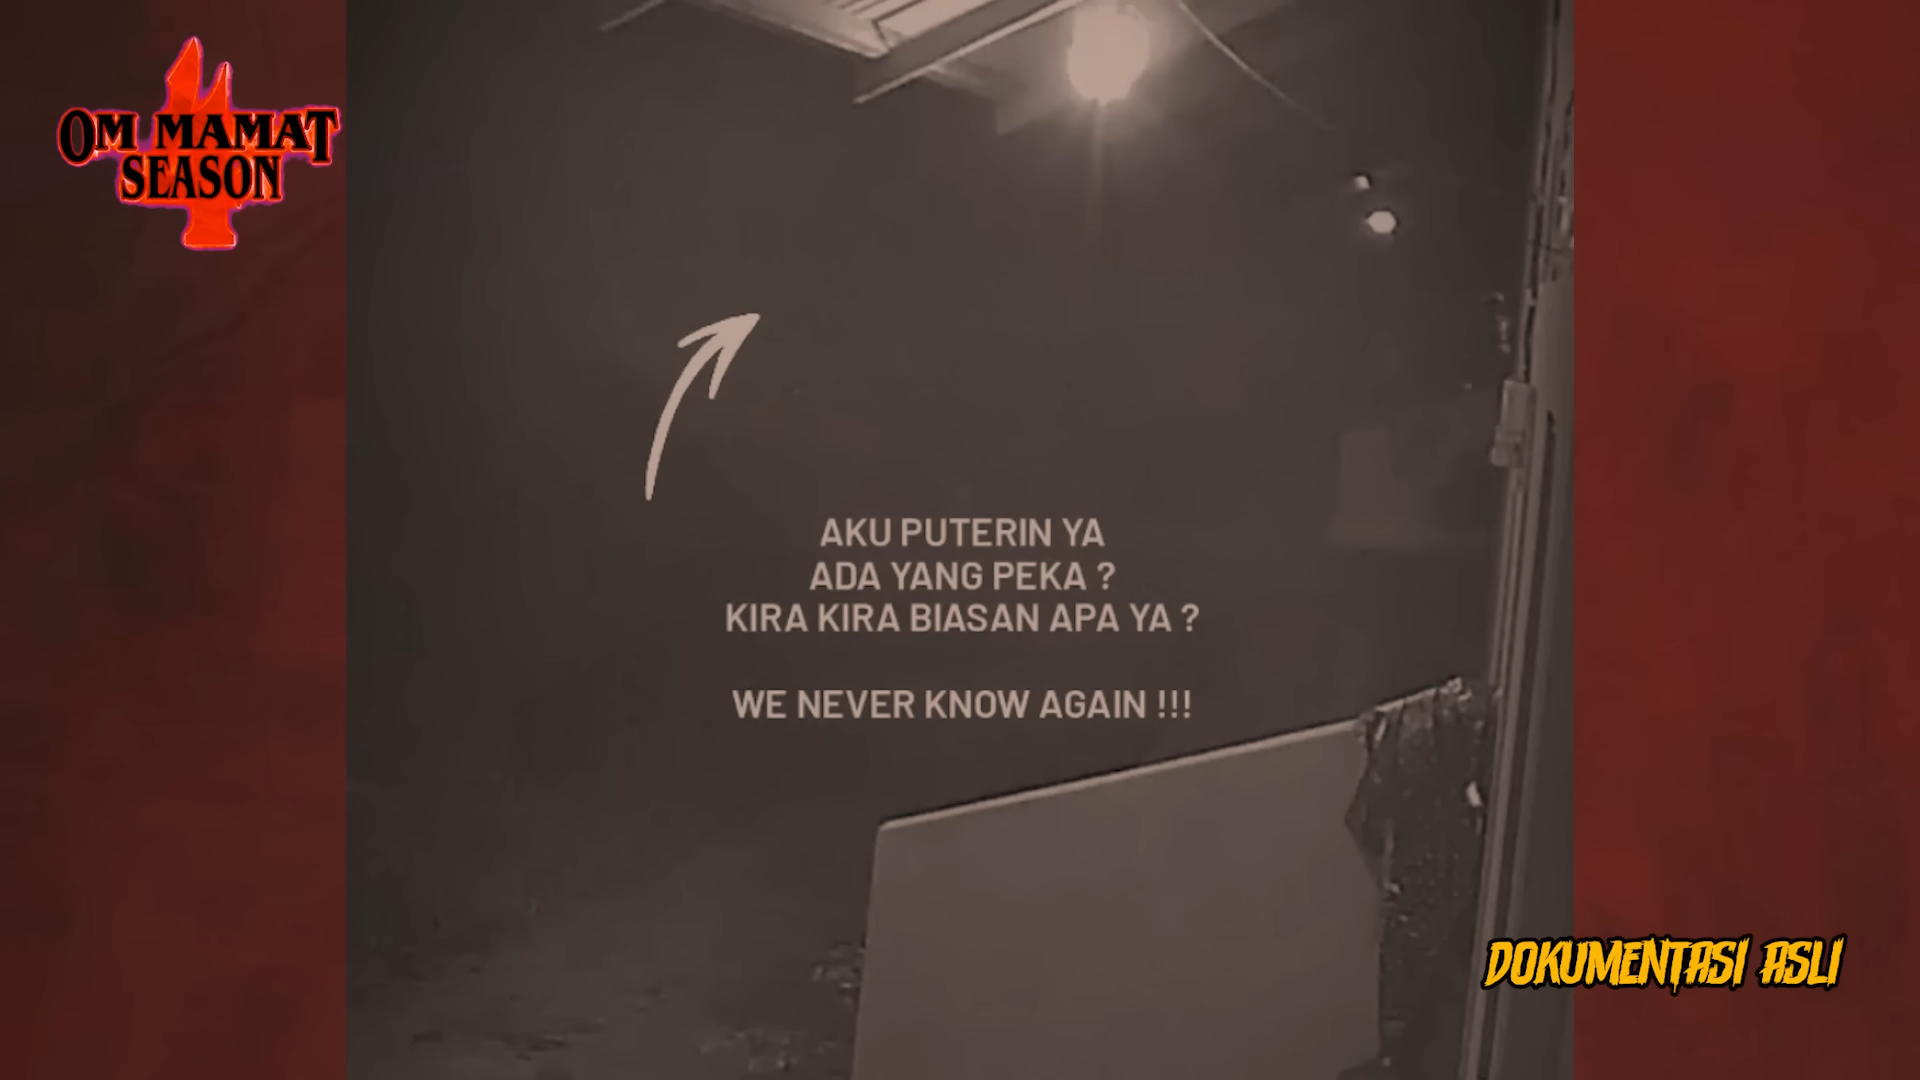 OM MAMAT
SEASON
4
AKU PUTERIN YA
ADA YANG PEKA ?
KIRA KIRA BIASAN APA YA ?
WE NEVER KNOW AGAIN !!!
DOKUMENTASI ASLI